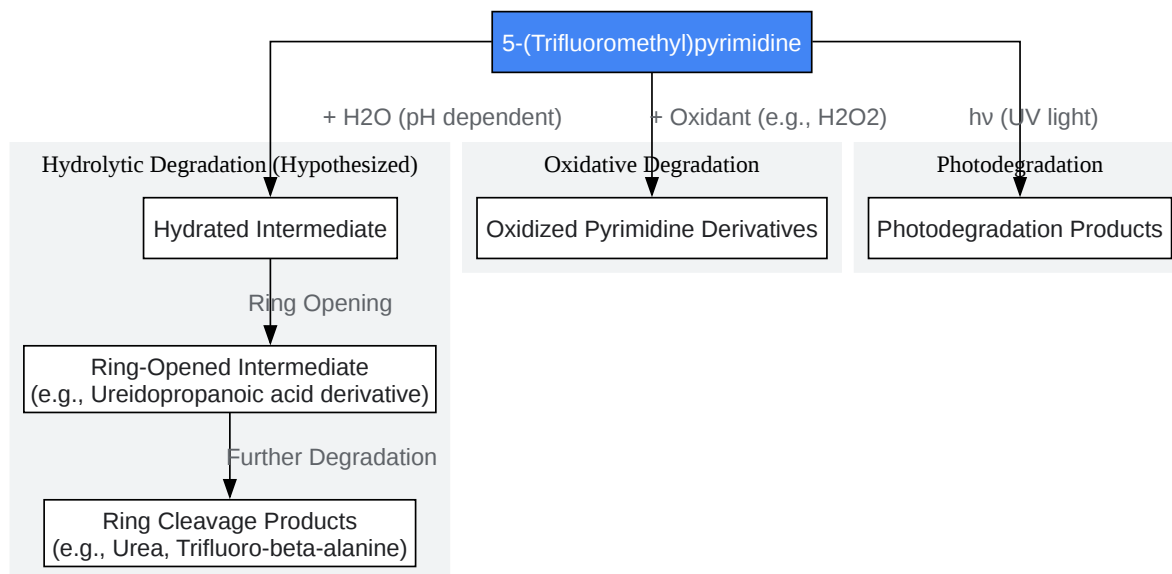 5-(Trifluoromethyl)pyrimidine
+ H2O (pH dependent)
+ Oxidant (e.g., H2O2)
hν (UV light)
Hydrolytic Degradation (Hypothesized)
Oxidative Degradation
Photodegradation
Hydrated Intermediate
Oxidized Pyrimidine Derivatives
Photodegradation Products
Ring Opening
Ring-Opened Intermediate
(e.g., Ureidopropanoic acid derivative)
Further Degradation
Ring Cleavage Products
(e.g., Urea, Trifluoro-beta-alanine)